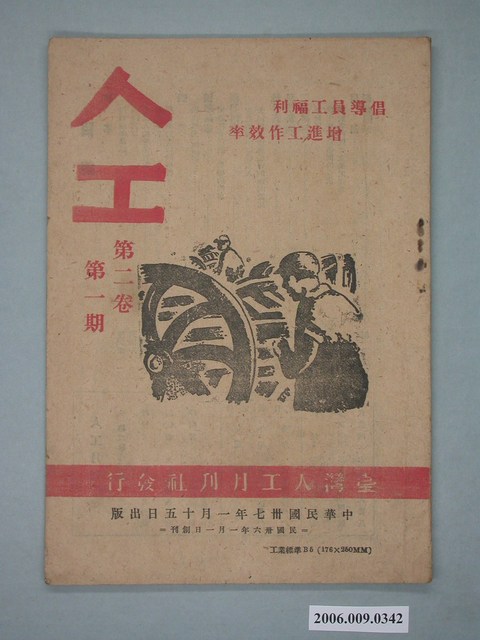 人工
倡導員工福利
增進工作效率
第二卷
第一期
臺灣人工月刊社發行
中華民國卅七年一月十五日出版
＝民國卅六年一月一日創刊＝
工業標準B5 (176×250MM)
2006.009.0342